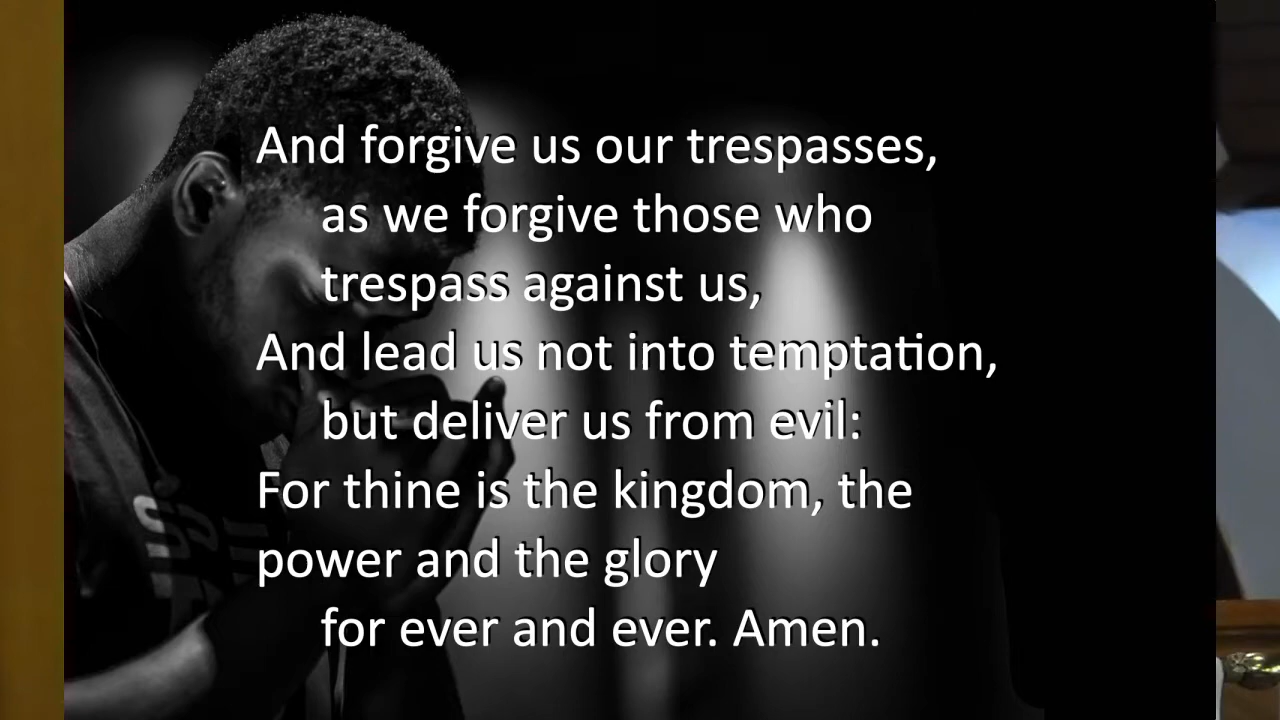 And forgive us our trespasses,
as we forgive those who
trespass against us,
And lead us not into temptation,
but deliver us from evil:
For thine is the kingdom, the
power and the glory
for ever and ever. Amen.